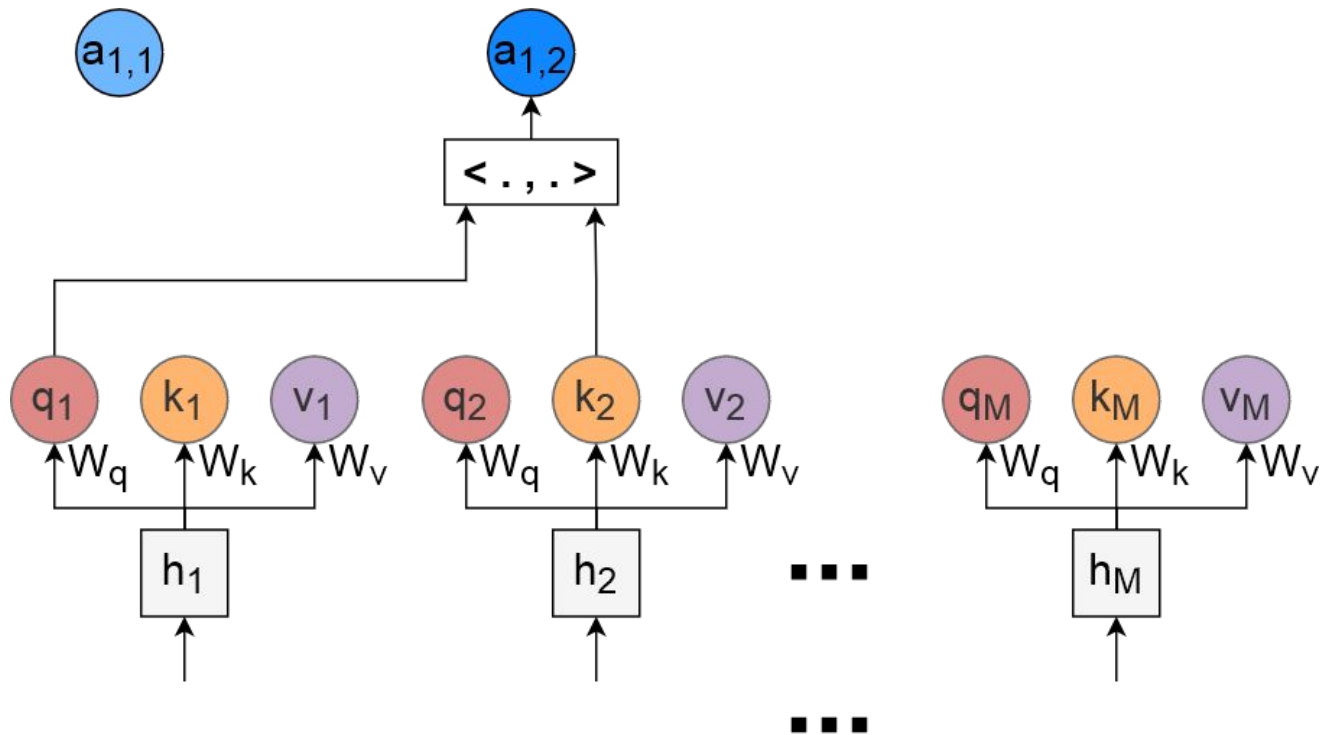 a1,1 a1,2
< . , . >
q1 k1 v1 q2 k2 v2 qM kM vM
Wq Wk Wv Wq Wk Wv Wq Wk Wv
h1 h2 ... hM
...